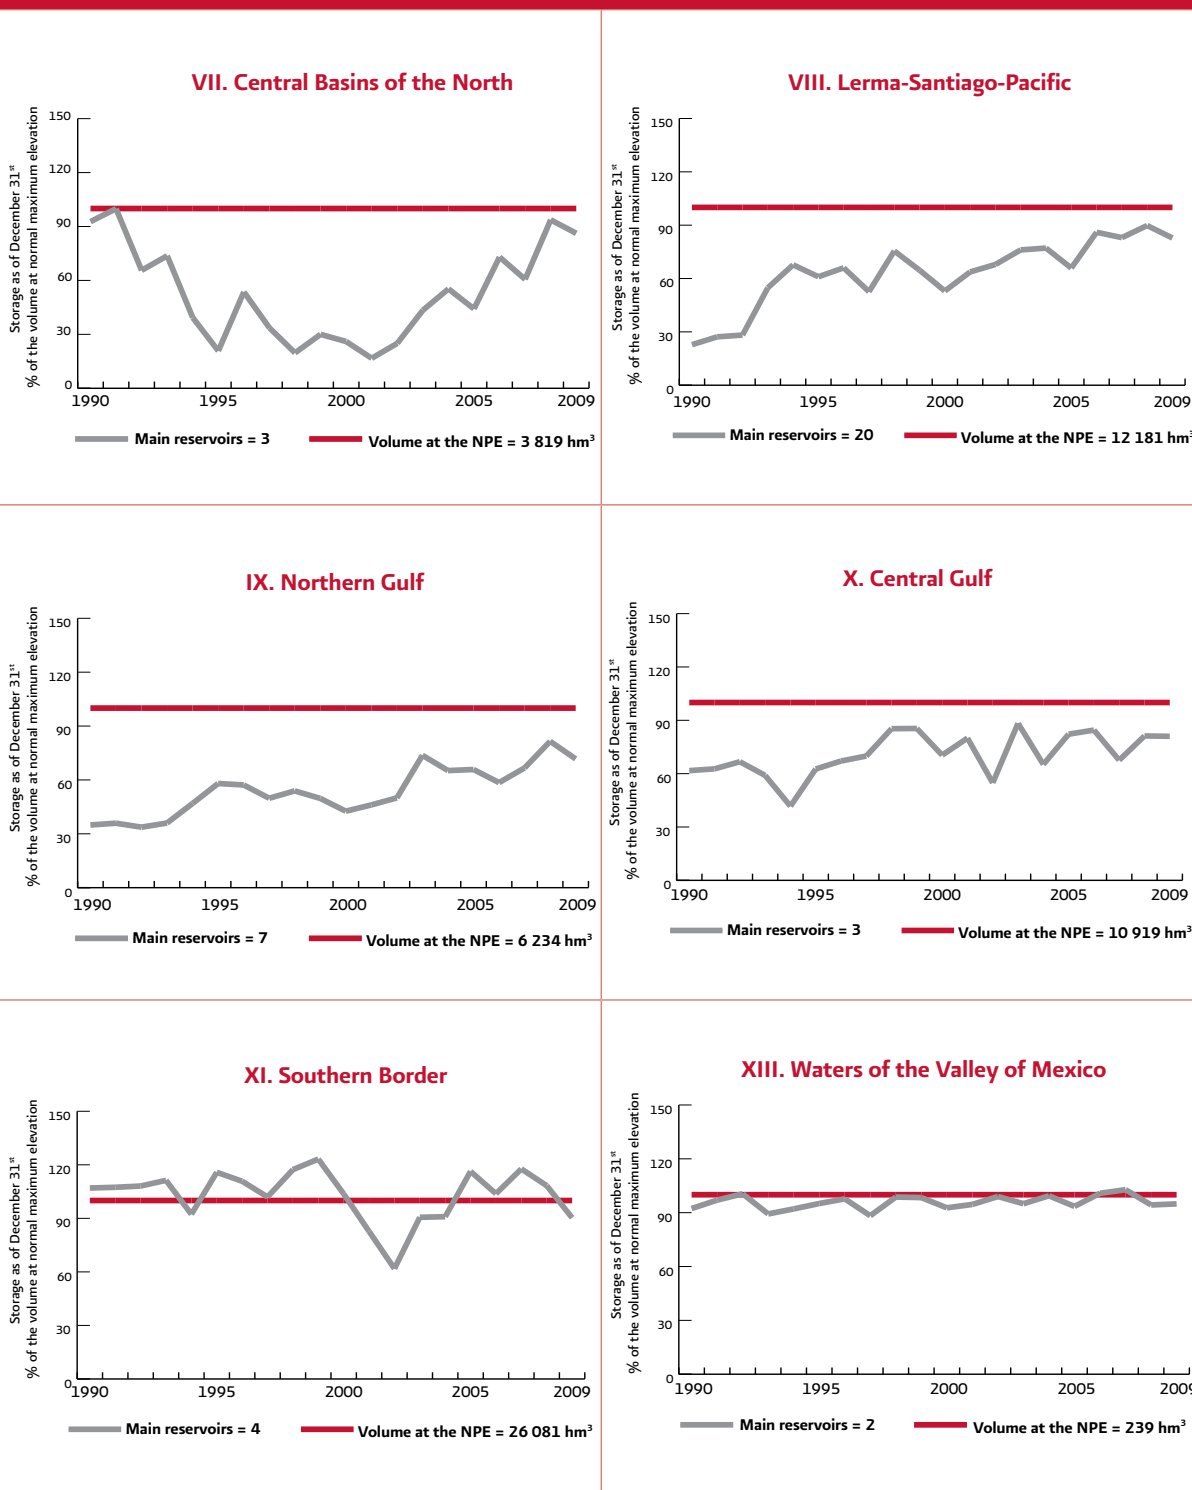 VII. Central Basins of the North
Storage as of December 31st
% of the volume at normal maximum elevation
150
120
90
60
30
0
1990 1995 2000 2005 2009
Main reservoirs = 3 Volume at the NPE = 3 819 hm³
VIII. Lerma-Santiago-Pacific
Storage as of December 31st
% of the volume at normal maximum elevation
150
120
90
60
30
0
1990 1995 2000 2005 2009
Main reservoirs = 20 Volume at the NPE = 12 181 hm³
IX. Northern Gulf
Storage as of December 31st
% of the volume at normal maximum elevation
150
120
90
60
30
0
1990 1995 2000 2005 2009
Main reservoirs = 7 Volume at the NPE = 6 234 hm³
X. Central Gulf
Storage as of December 31st
% of the volume at normal maximum elevation
150
120
90
60
30
0
1990 1995 2000 2005 2009
Main reservoirs = 3 Volume at the NPE = 10 919 hm³
XI. Southern Border
Storage as of December 31st
% of the volume at normal maximum elevation
150
120
90
60
30
0
1990 1995 2000 2005 2009
Main reservoirs = 4 Volume at the NPE = 26 081 hm³
XIII. Waters of the Valley of Mexico
Storage as of December 31st
% of the volume at normal maximum elevation
150
120
90
60
30
0
1990 1995 2000 2005 2009
Main reservoirs = 2 Volume at the NPE = 239 hm³